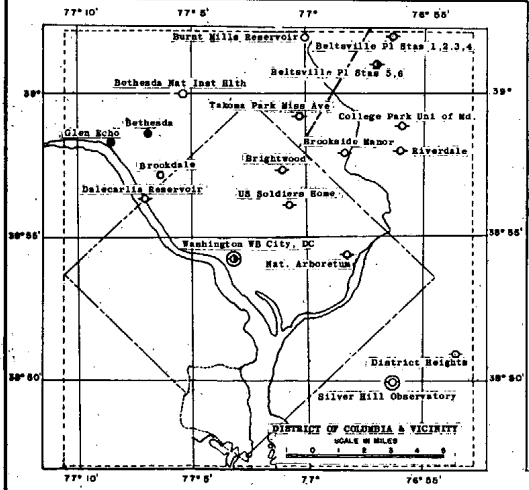 77° 10' 77° 5' 77° 76° 55'
Burnt Mills Reservoir
Beltsville Pl Stas 1,2,3,4
Beltsville Pl Stas 5,6
39°
39°
Bethesda Nat Inst Hlth
Takoma Park Miss Ave
College Park Uni of Md.
Glen Echo
Bethesda
Brookside Manor
Riverdale
Brookdale
Brightwood
Dalecarlia Reservoir
US Soldiers Home
38° 55'
38° 55'
Washington WB City, DC
Nat. Arboretum
District Heights
38° 50'
38° 50'
Silver Hill Observatory
DISTRICT OF COLUMBIA & VICINITY
SCALE IN MILES
1 0 1 2 3 4 5
77° 10' 77° 5' 77° 76° 55'